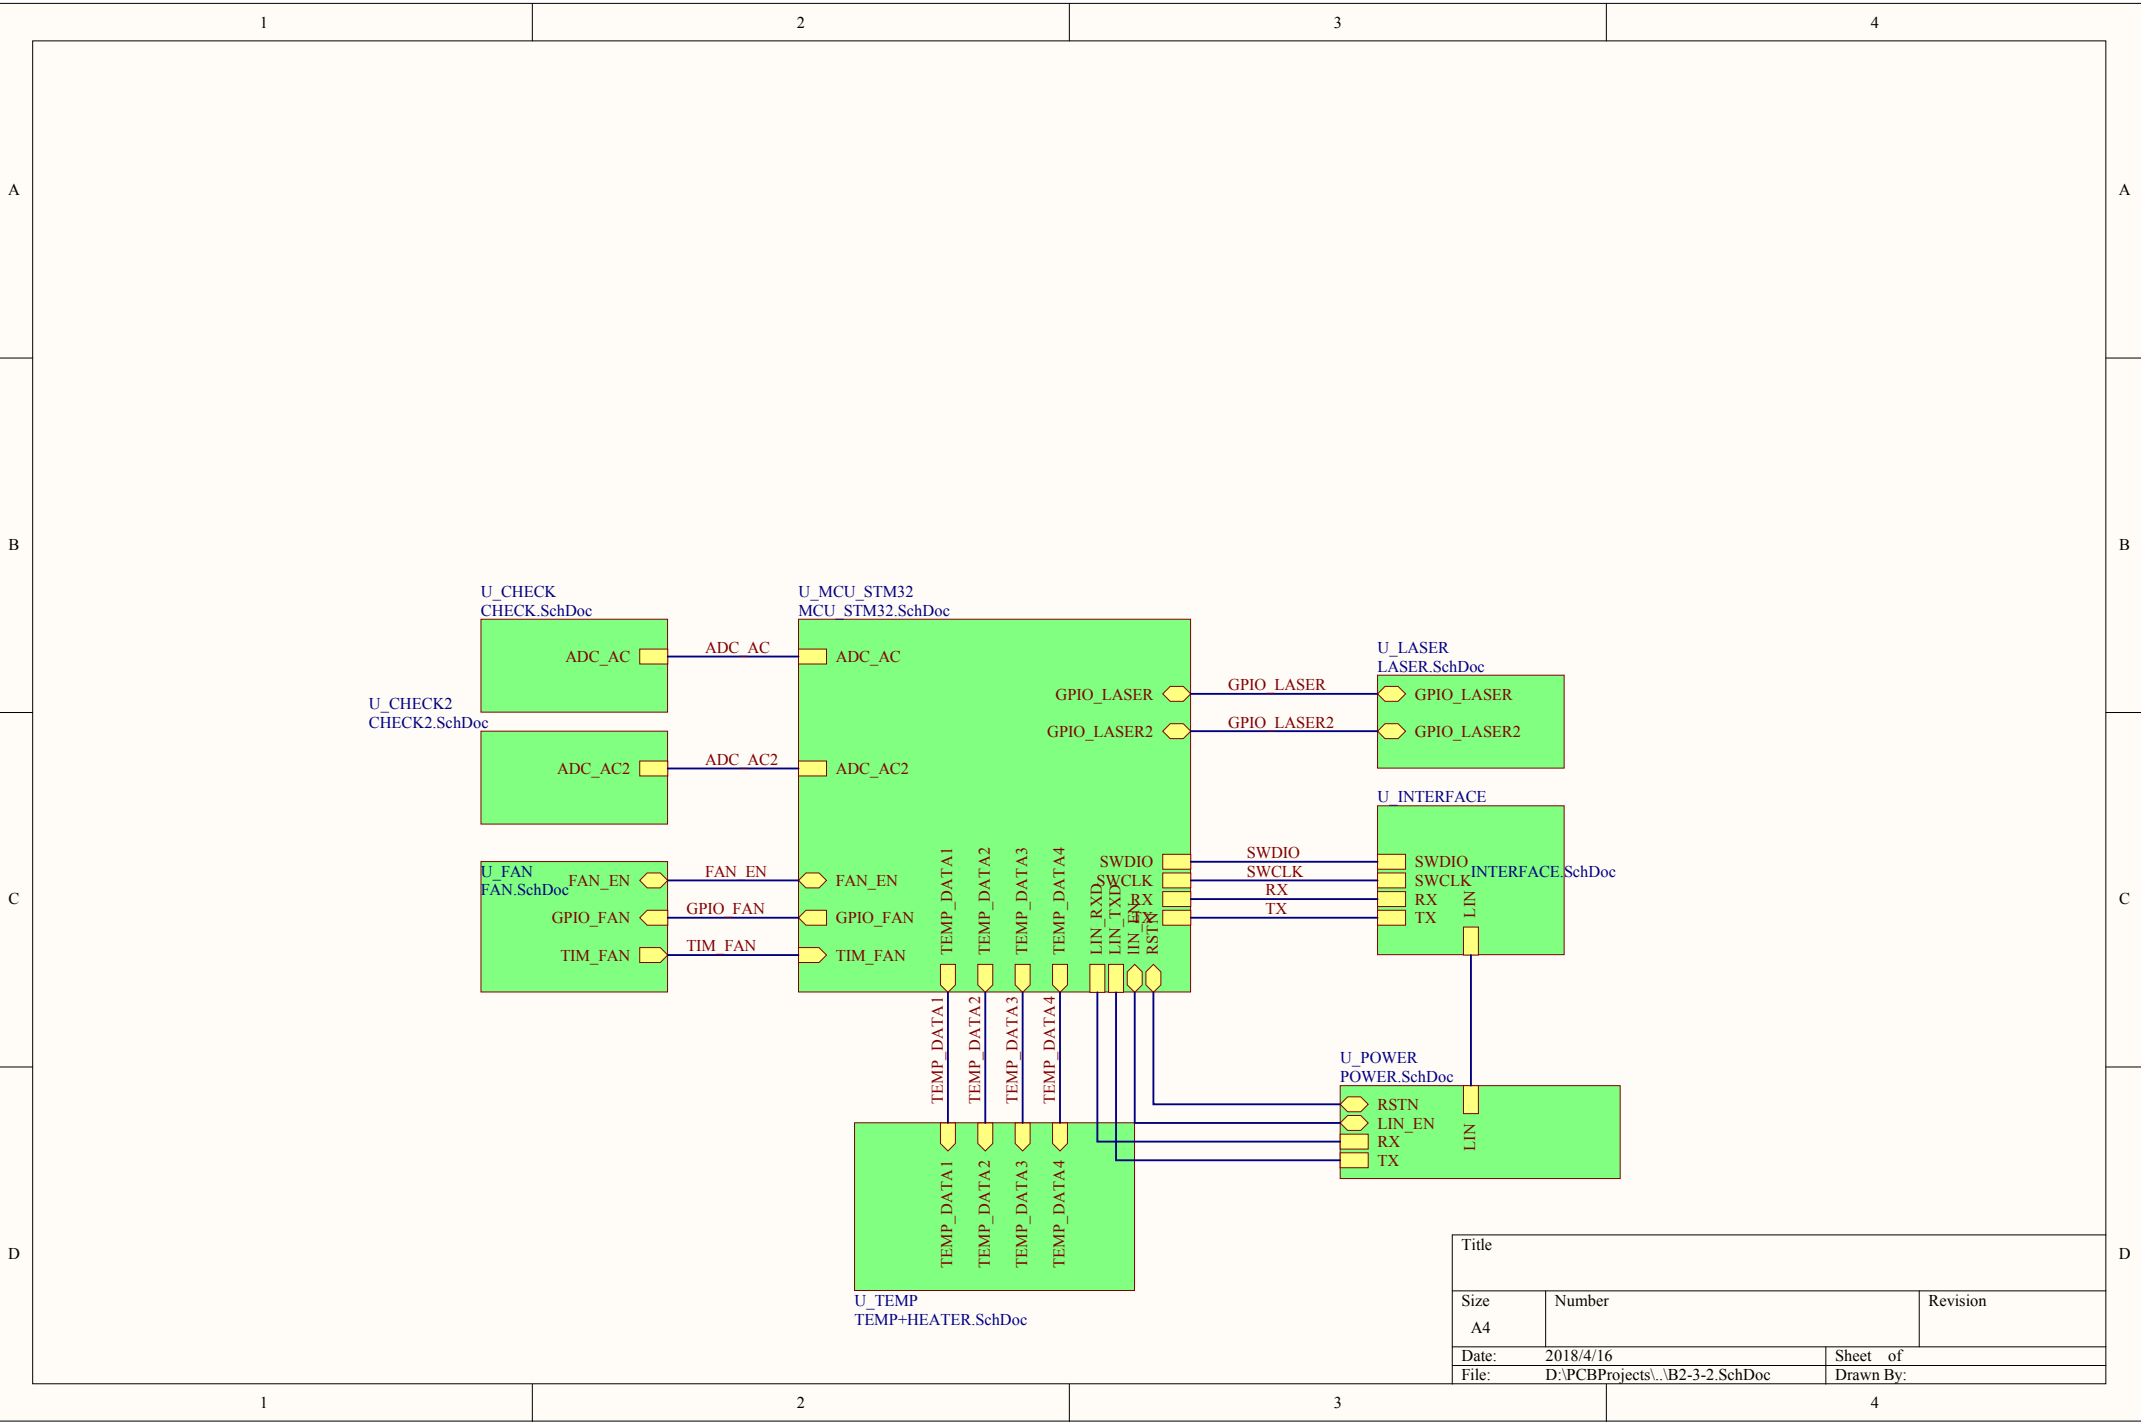 1 2 3 4
A A
B B
U_CHECK
CHECK.SchDoc
ADC_AC
ADC_AC
U_MCU_STM32
MCU_STM32.SchDoc
ADC_AC
GPIO_LASER
GPIO_LASER
U_LASER
LASER.SchDoc
GPIO_LASER
GPIO_LASER2
GPIO_LASER2
GPIO_LASER2
U_CHECK2
CHECK2.SchDoc
ADC_AC2
ADC_AC2
ADC_AC2
U_INTERFACE
INTERFACE.SchDoc
SWDIO
SWDIO
SWDIO
SWCLK
SWCLK
SWCLK
RX
RX
RX
TX
TX
TX
LIN
C C
U_FAN
FAN.SchDoc
FAN_EN
FAN_EN
FAN_EN
GPIO_FAN
GPIO_FAN
GPIO_FAN
TIM_FAN
TIM_FAN
TIM_FAN
TEMP_DATA1
TEMP_DATA2
TEMP_DATA3
TEMP_DATA4
LIN_RXD
LIN_TXD
RSTN
TEMP_DATA1
TEMP_DATA2
TEMP_DATA3
TEMP_DATA4
U_POWER
POWER.SchDoc
RSTN
LIN_EN
RX
TX
LIN
TEMP_DATA1
TEMP_DATA2
TEMP_DATA3
TEMP_DATA4
U_TEMP
TEMP+HEATER.SchDoc
D D
Title
Size Number Revision
A4
Date: 2018/4/16 Sheet of
File: D:\PCBProjects\..\B2-3-2.SchDoc Drawn By:
1 2 3 4